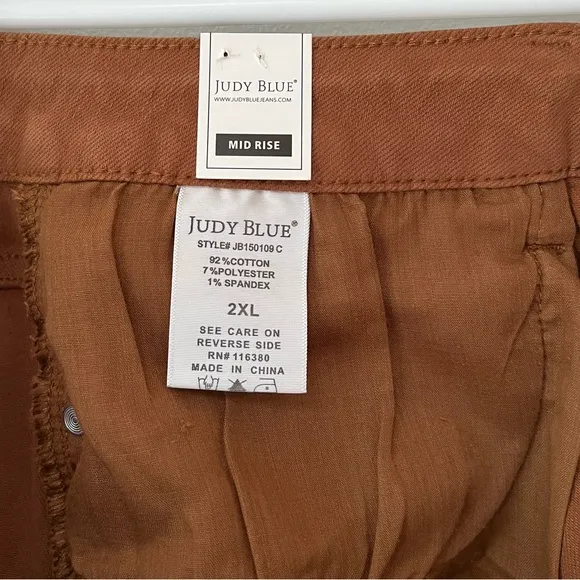 JUDY BLUE®
WWW.JUDYBLUEJEANS.COM
MID RISE
JUDY BLUE®
STYLE# JB150109 C
92%COTTON
7%POLYESTER
1% SPANDEX
2XL
SEE CARE ON
REVERSE SIDE
RN# 116380
MADE IN CHINA